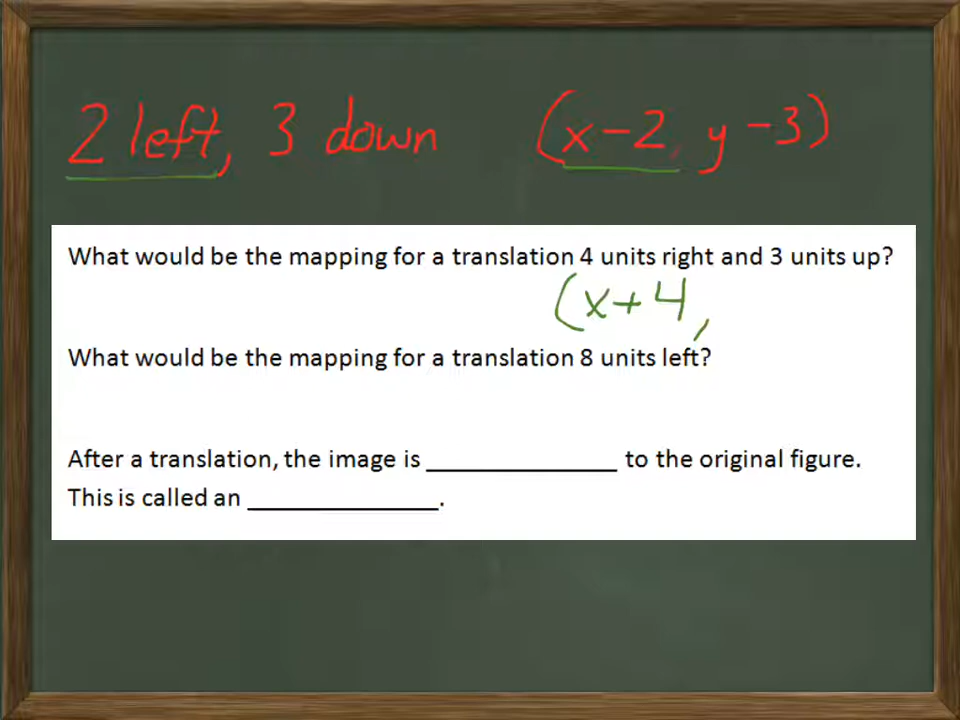 2 left, 3 down (x-2, y-3)
What would be the mapping for a translation 4 units right and 3 units up?
(x+4,
What would be the mapping for a translation 8 units left?
After a translation, the image is _______________ to the original figure.
This is called an _______________.